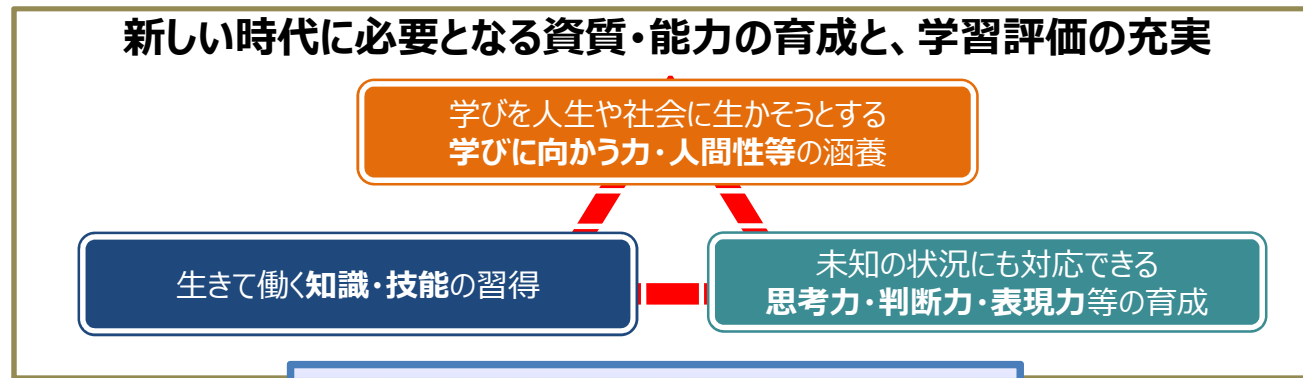 新しい時代に必要となる資質・能力の育成と、学習評価の充実
学びを人生や社会に生かそうとする
学びに向かう力・人間性等の涵養
生きて働く知識・技能の習得
未知の状況にも対応できる
思考力・判断力・表現力等の育成